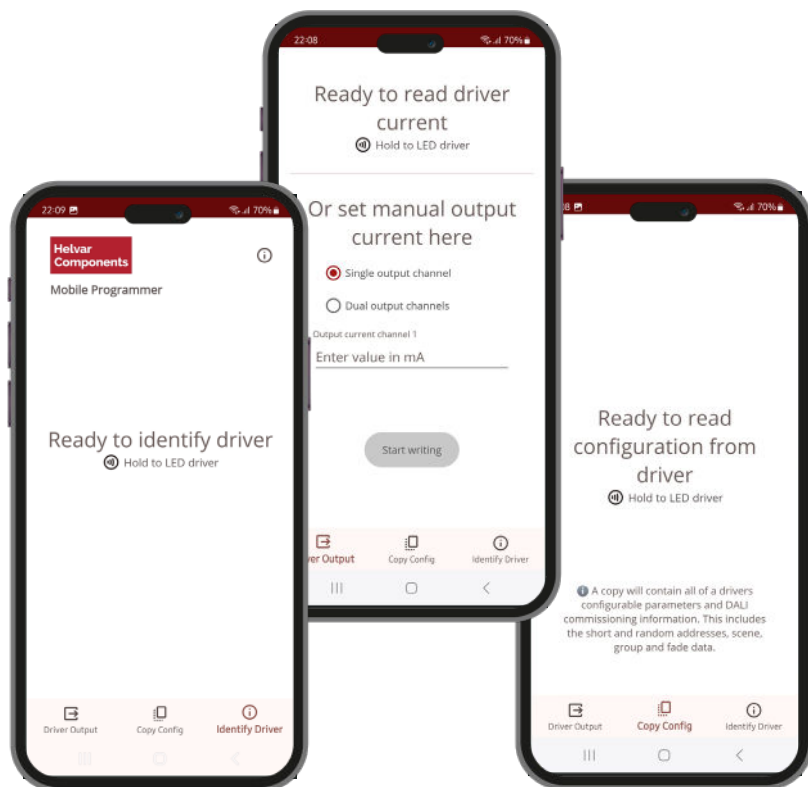 22:09
70%
Helvar
Components
Mobile Programmer
Ready to identify driver
Hold to LED driver
Driver Output
Copy Config
Identify Driver
22:08
70%
Ready to read driver
current
Hold to LED driver
Or set manual output
current here
Single output channel
Dual output channels
Output current channel 1
Enter value in mA
Start writing
ver Output
Copy Config
Identify Driver
08
70%
Ready to read
configuration from
driver
Hold to LED driver
A copy will contain all of a drivers
configurable parameters and DALI
commissioning information. This includes
the short and random addresses, scene,
group and fade data.
Driver Output
Copy Config
Identify Driver